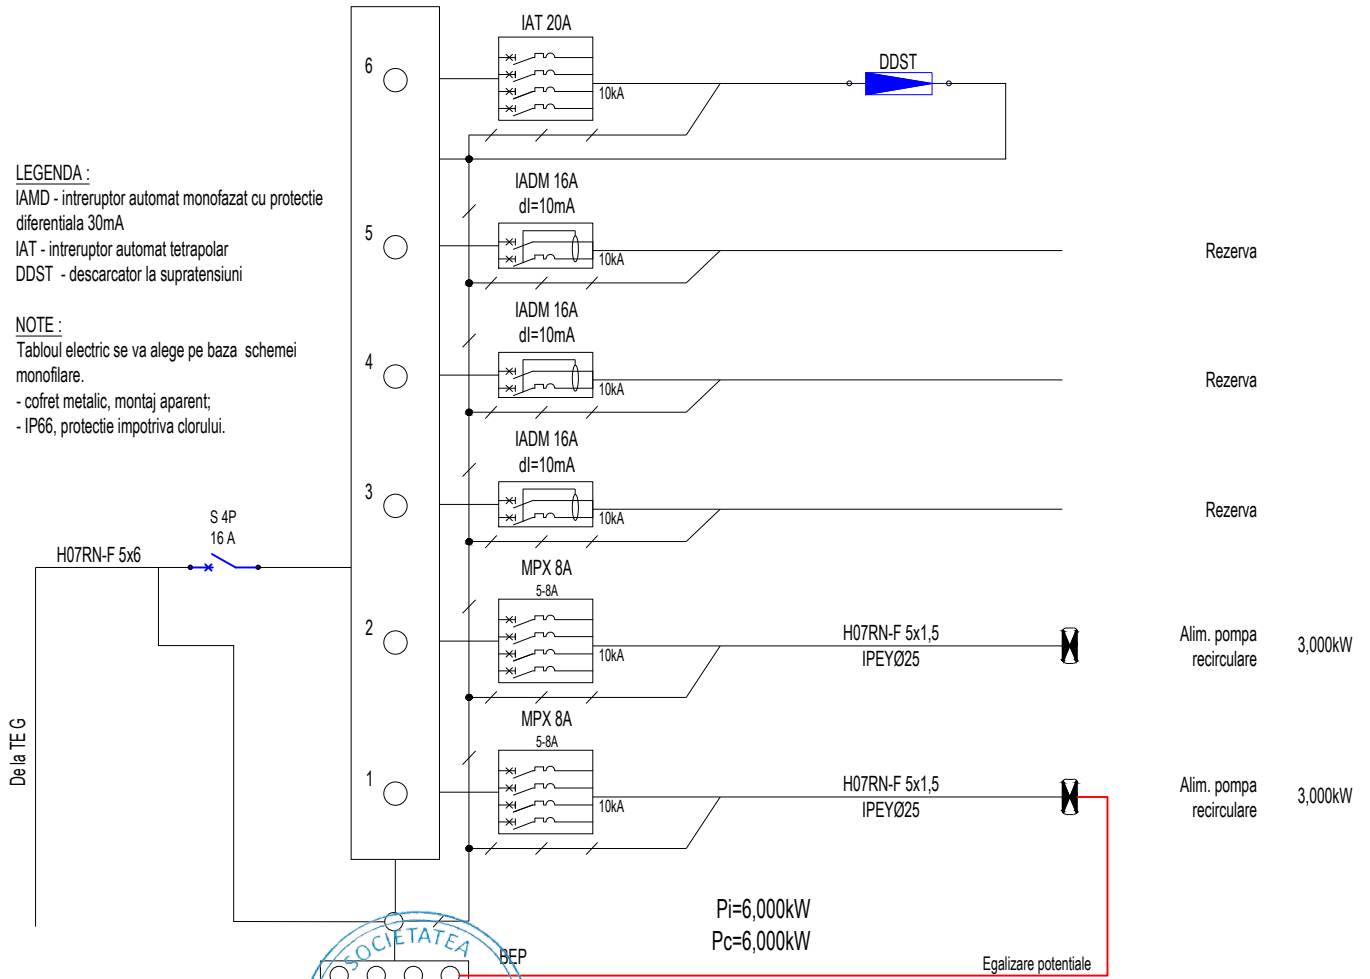 IAT 20A
6
10kA
DDST
LEGENDA :
IAMD - intreruptor automat monofazat cu protectie
diferentiala 30mA
IAT - intreruptor automat tetrapolar
DDST - descarcator la supratensiuni
IADM 16A
dI=10mA
5
10kA
Rezerva
NOTE :
Tabloul electric se va alege pe baza schemei
monofilare.
- cofret metalic, montaj aparent;
- IP66, protectie impotriva clorului.
IADM 16A
dI=10mA
4
10kA
Rezerva
IADM 16A
dI=10mA
3
10kA
Rezerva
S 4P
16 A
H07RN-F 5x6
MPX 8A
5-8A
2
10kA
H07RN-F 5x1,5
IPEYØ25
Alim. pompa
recirculare
3,000kW
De la TE G
MPX 8A
5-8A
1
10kA
H07RN-F 5x1,5
IPEYØ25
Alim. pompa
recirculare
3,000kW
Pi=6,000kW
Pc=6,000kW
SOCIETATEA
BEP
Egalizare potentiale